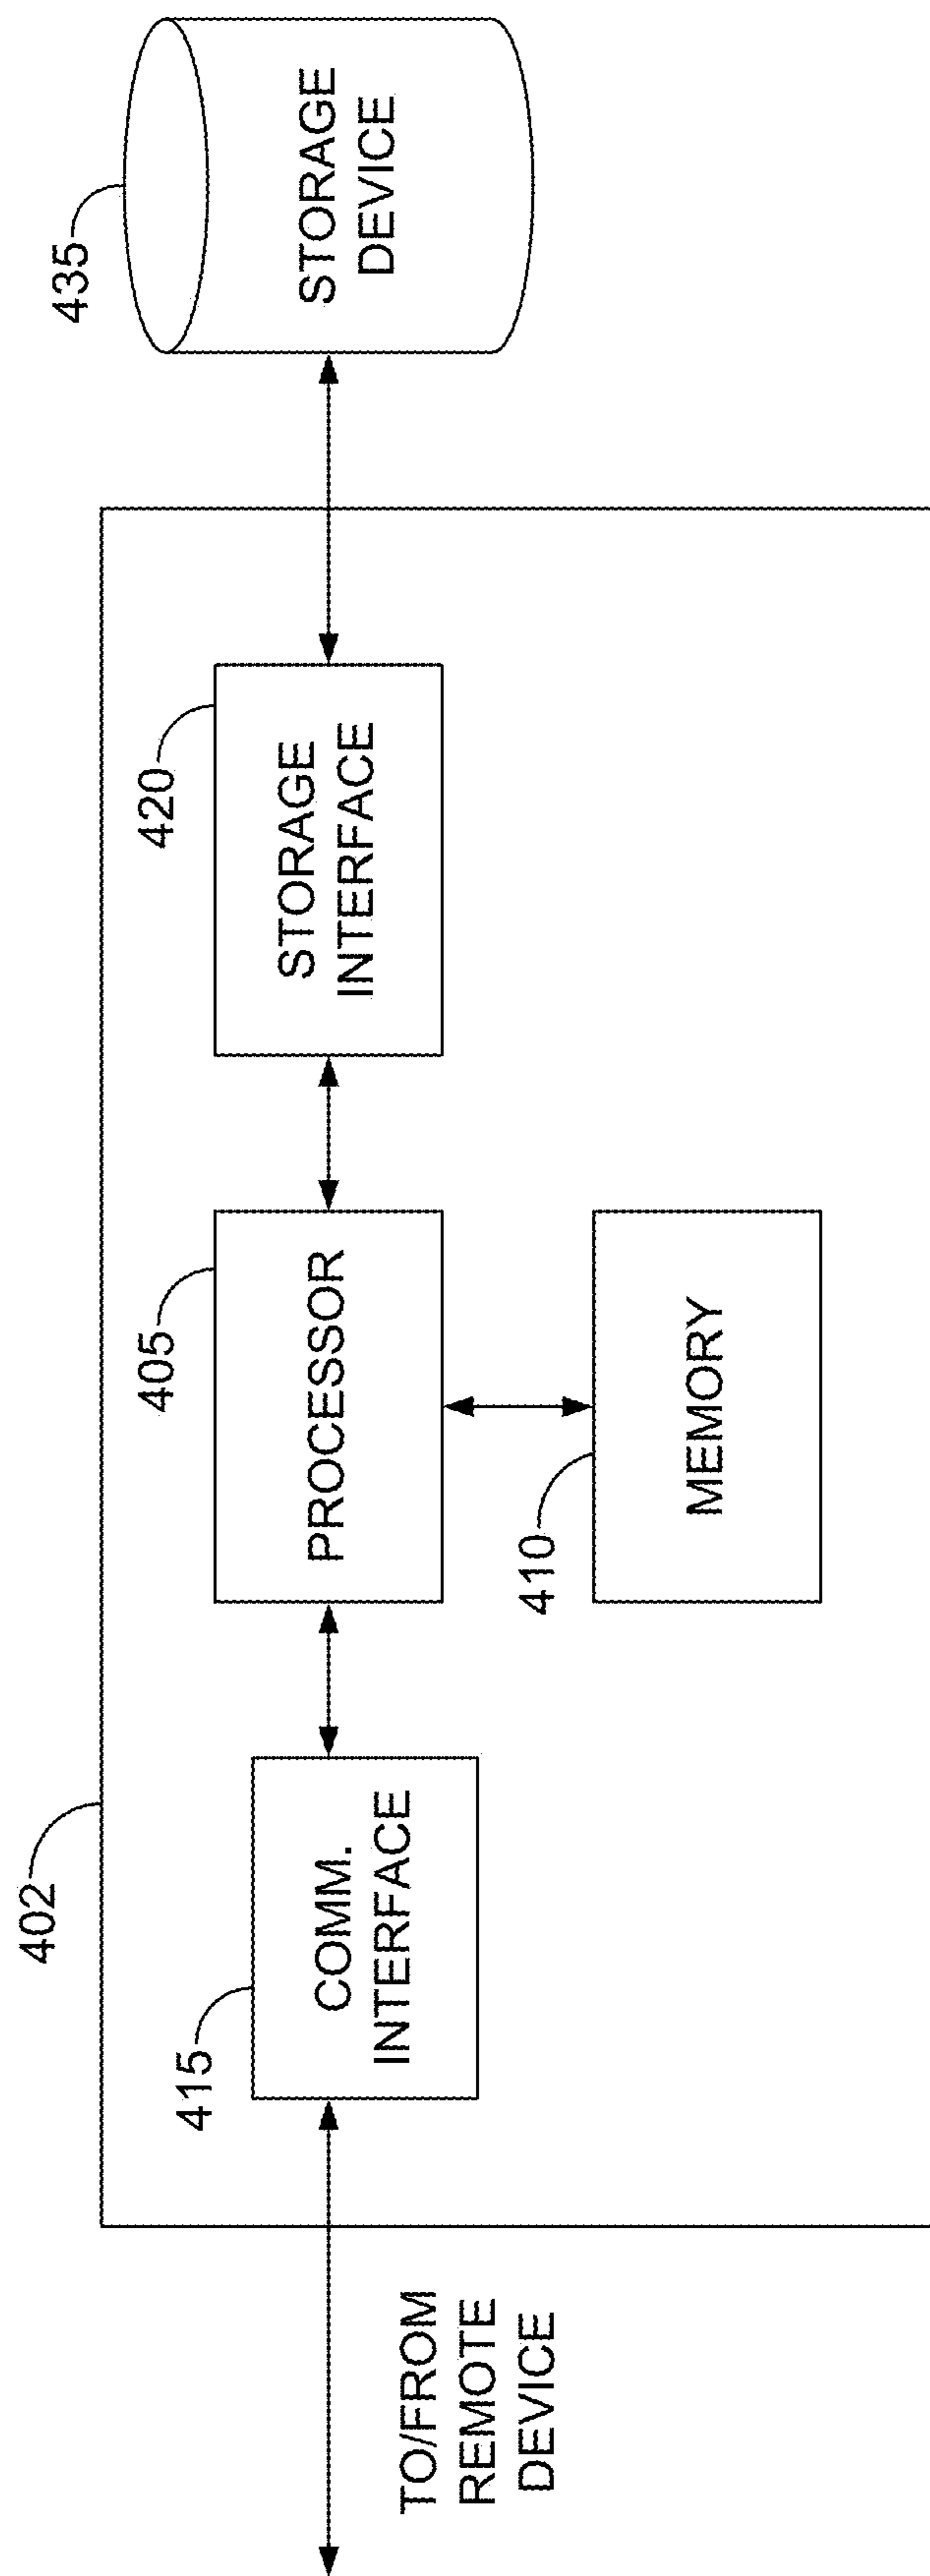 402
415
COMM.
INTERFACE
TO/FROM
REMOTE
DEVICE
405
PROCESSOR
410
MEMORY
420
STORAGE
INTERFACE
435
STORAGE
DEVICE